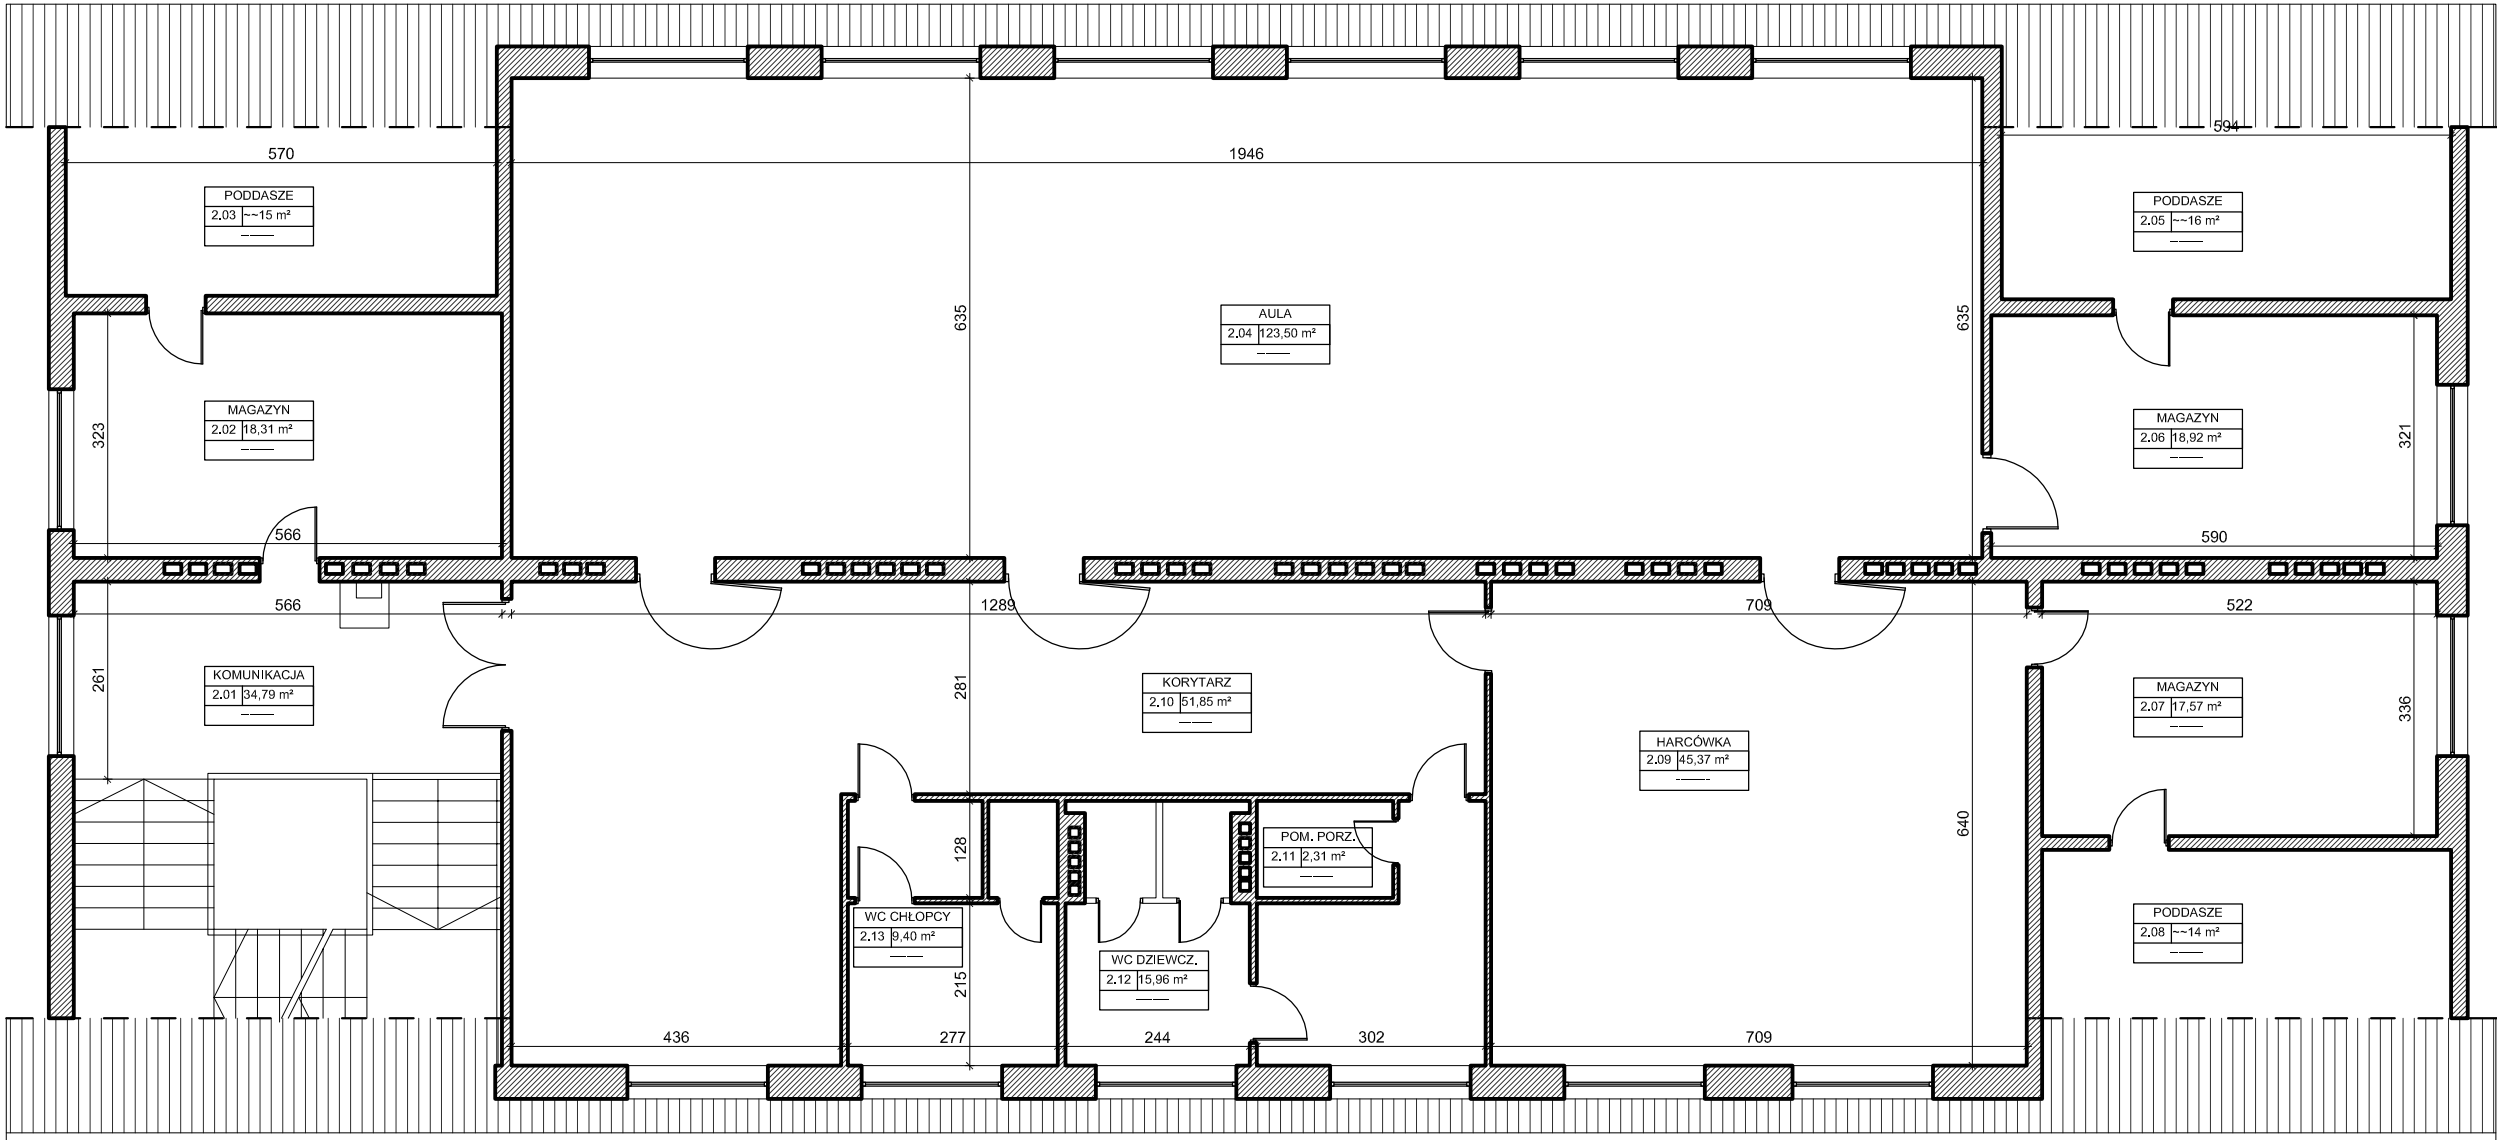 594
570
1946
PODDASZE
2.03 ~~15 m²
PODDASZE
2.05 ~~16 m²
635
AULA
2.04 123,50 m²
635
MAGAZYN
2.02 18,31 m²
323
MAGAZYN
2.06 18,92 m²
321
566
590
566
1289
709
522
KOMUNIKACJA
2.01 34,79 m²
261
281
KORYTARZ
2.10 51,85 m²
MAGAZYN
2.07 17,57 m²
336
HARCÓWKA
2.09 45,37 m²
640
128
POM. PORZ.
2.11 2,31 m²
WC CHŁOPCY
2.13 9,40 m²
PODDASZE
2.08 ~~14 m²
215
WC DZIEWCZ.
2.12 15,96 m²
436
277
244
302
709